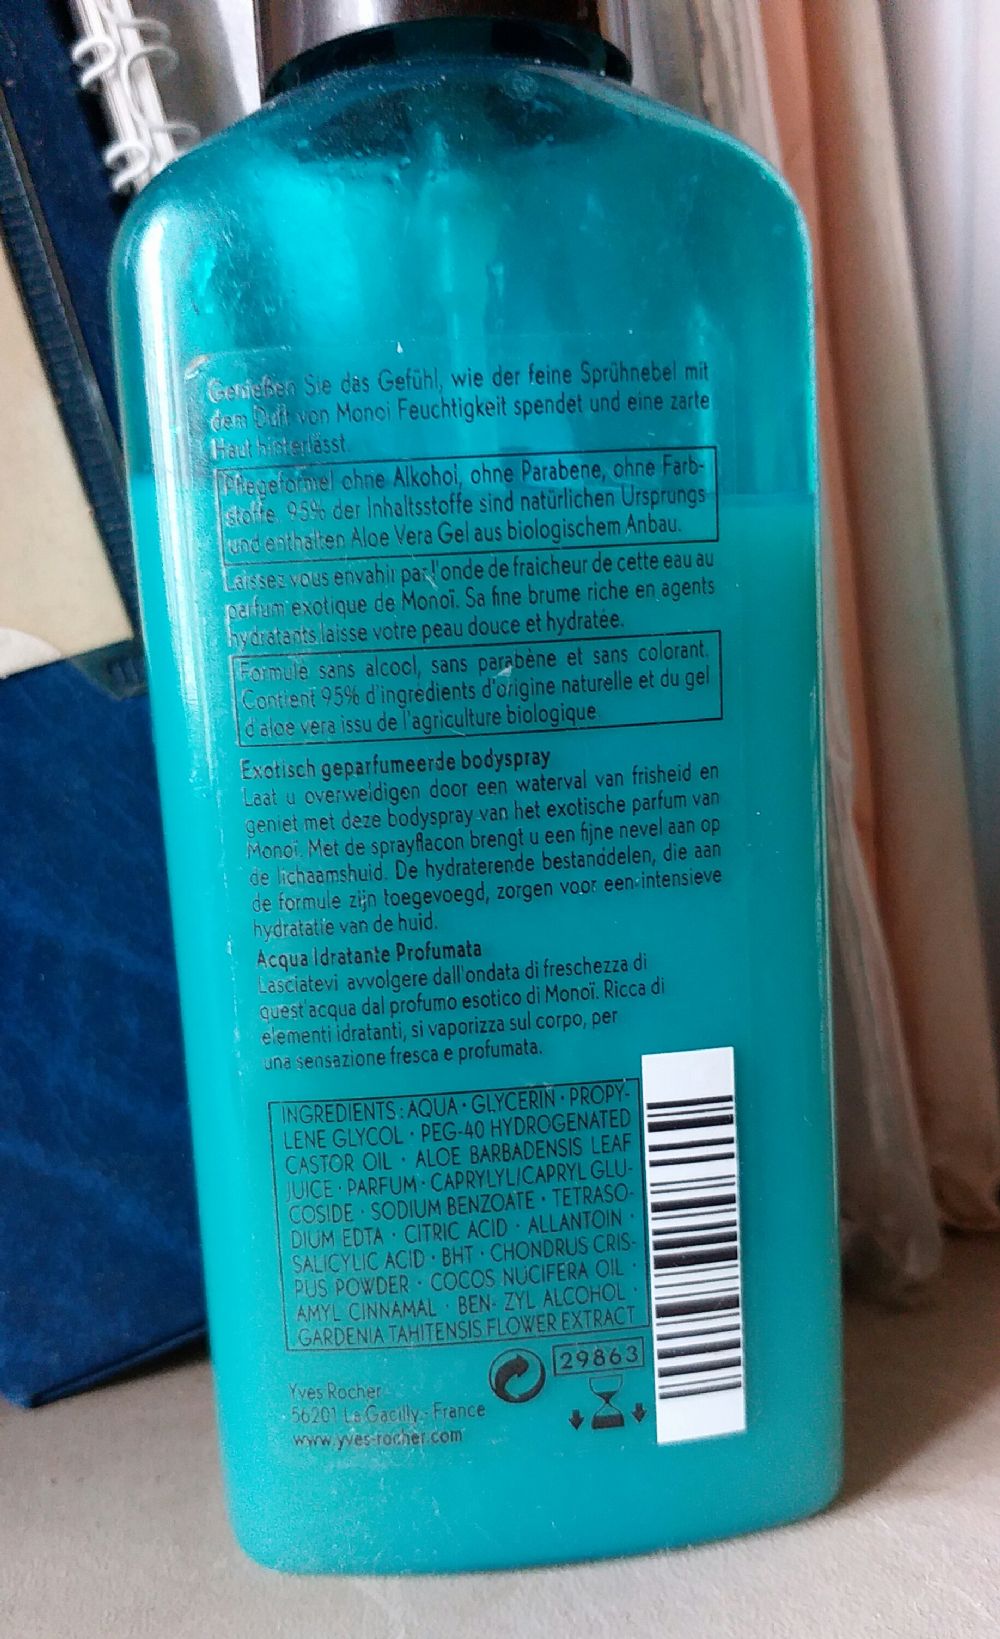 Genießen Sie das Gefühl, wie der feine Sprühnebel mit
dem Duft von Monoi Feuchtigkeit spendet und eine zarte
Haut hinterlässt.
Pflegeformel ohne Alkohol, ohne Parabene, ohne Farb-
stoffe. 95% der Inhaltsstoffe sind natürlichen Ursprungs
und enthalten Aloe Vera Gel aus biologischem Anbau.
Laissez vous envahir par l'onde de fraicheur de cette eau au
parfum exotique de Monoï. Sa fine brume riche en agents
hydratants laisse votre peau douce et hydratée.
Formule sans alcool, sans parabène et sans colorant.
Contient 95% d'ingrédients d'origine naturelle et du gel
d'aloe vera issu de l'agriculture biologique
Exotisch geparfumeerde bodyspray
Laat u overweldigen door een waterval van frisheid en
geniet met deze bodyspray van het exotische parfum van
Monoï. Met de sprayflacon brengt u een fijne nevel aan op
de lichaamshuid. De hydraterende bestanddelen, die aan
de formule zijn toegevoegd, zorgen voor een intensieve
hydratatie van de huid.
Acqua Idratante Profumata
Lasciatevi avvolgere dall'ondata di freschezza di
quest'acqua dal profumo esotico di Monoï. Ricca di
elementi idratanti, si vaporizza sul corpo, per
una sensazione fresca e profumata.
INGREDIENTS : AQUA · GLYCERIN · PROPY-
LENE GLYCOL · PEG-40 HYDROGENATED
CASTOR OIL · ALOE BARBADENSIS LEAF
JUICE · PARFUM · CAPRYLYL/CAPRYL GLU-
COSIDE · SODIUM BENZOATE · TETRASO-
DIUM EDTA · CITRIC ACID · ALLANTOIN ·
SALICYLIC ACID · BHT · CHONDRUS CRIS-
PUS POWDER · COCOS NUCIFERA OIL ·
AMYL CINNAMAL · BEN- ZYL ALCOHOL ·
GARDENIA TAHITENSIS FLOWER EXTRACT
29863
Yves Rocher
56201 La Gacilly - France
www.yves-rocher.com